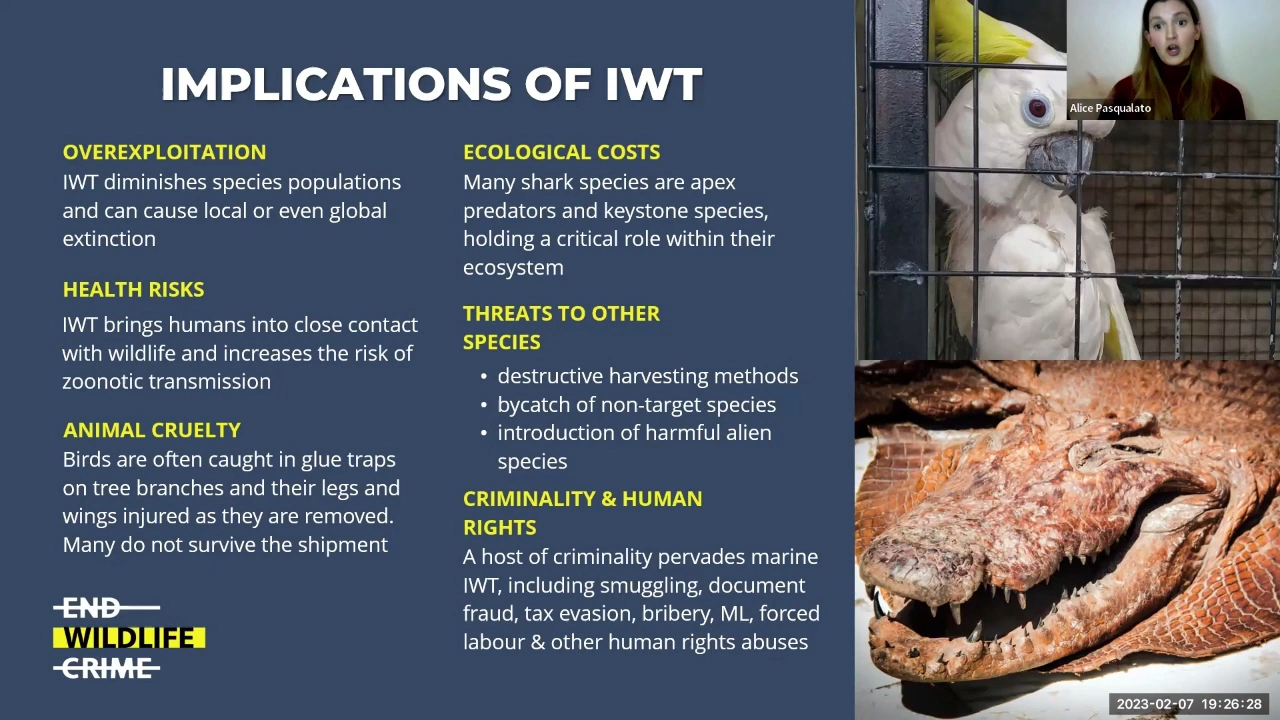 IMPLICATIONS OF IWT
OVEREXPLOITATION
IWT diminishes species populations
and can cause local or even global
extinction
HEALTH RISKS
IWT brings humans into close contact
with wildlife and increases the risk of
zoonotic transmission
ANIMAL CRUELTY
Birds are often caught in glue traps
on tree branches and their legs and
wings injured as they are removed.
Many do not survive the shipment
END
WILDLIFE
CRIME
ECOLOGICAL COSTS
Many shark species are apex
predators and keystone species,
holding a critical role within their
ecosystem
THREATS TO OTHER
SPECIES
• destructive harvesting methods
• bycatch of non-target species
• introduction of harmful alien
species
CRIMINALITY & HUMAN
RIGHTS
A host of criminality pervades marine
IWT, including smuggling, document
fraud, tax evasion, bribery, ML, forced
labour & other human rights abuses
Alice Pasqualato
2023-02-07 19:26:28